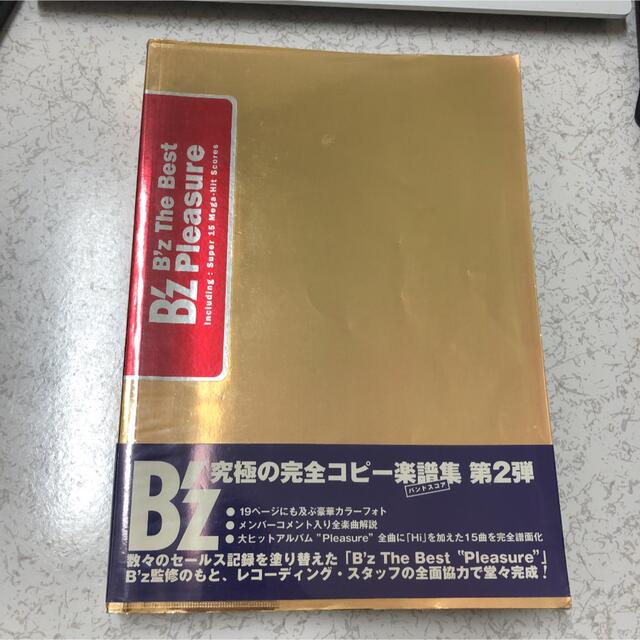 B'z B'z The Best
B'z Pleasure
Including : Super 15 Mega-Hit Scores
B'z
究極の完全コピー楽譜集 第2弾
バンドスコア
● 19ページにも及ぶ豪華カラーフォト
● メンバーコメント入り全楽曲解説
● 大ヒットアルバム "Pleasure" 全曲に「Hi」を加えた15曲を完全譜面化
数々のセールス記録を塗り替えた「B'z The Best "Pleasure"」
B'z監修のもと、レコーディング・スタッフの全面協力で堂々完成！